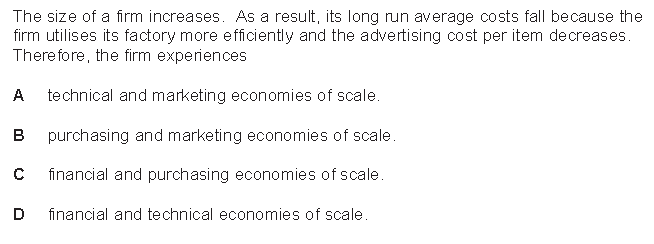 The size of a firm increases. As a result, its long run average costs fall because the
firm utilises its factory more efficiently and the advertising cost per item decreases.
Therefore, the firm experiences
A technical and marketing economies of scale.
B purchasing and marketing economies of scale.
C financial and purchasing economies of scale.
D financial and technical economies of scale.